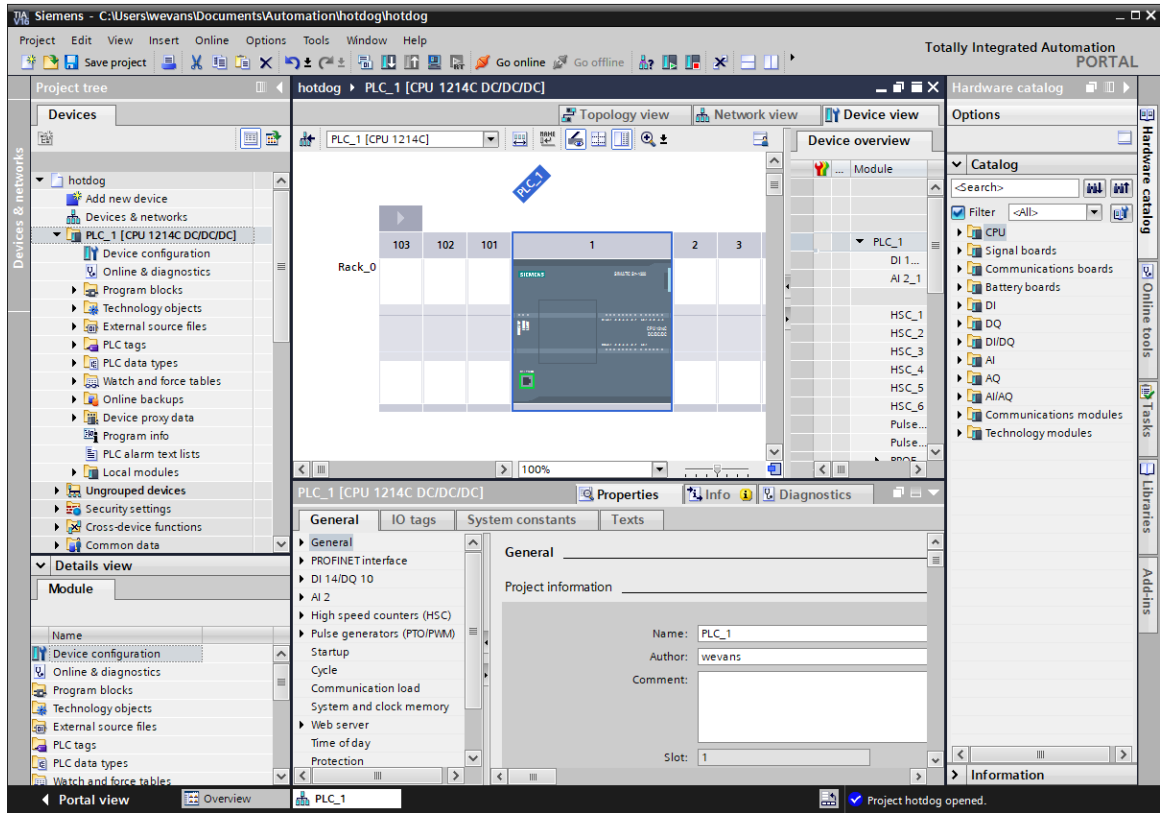 Siemens - C:\Users\wevans\Documents\Automation\hotdog\hotdog
Project Edit View Insert Online Options Tools Window Help
Totally Integrated Automation
PORTAL
Save project
Go online
Go offline
Project tree
hotdog PLC_1 [CPU 1214C DC/DC/DC]
Hardware catalog
Devices
Topology view Network view Device view
Options
PLC_1 [CPU 1214C]
Device overview
Devices & networks
hotdog
Add new device
Devices & networks
PLC_1 [CPU 1214C DC/DC/DC]
Device configuration
Online & diagnostics
Program blocks
Technology objects
External source files
PLC tags
PLC data types
Watch and force tables
Online backups
Device proxy data
Program info
PLC alarm text lists
Local modules
Ungrouped devices
Security settings
Cross-device functions
Common data
PLC_1
103 102 101 1 2 3
Rack_0
SIEMENS
100%
... Module
PLC_1
DI 1...
AI 2_1
HSC_1
HSC_2
HSC_3
HSC_4
HSC_5
HSC_6
Pulse...
Pulse...
Catalog
<Search>
Filter <All>
CPU
Signal boards
Communications boards
Battery boards
DI
DQ
DI/DQ
AI
AQ
AI/AQ
Communications modules
Technology modules
Information
Hardware catalog
Online tools
Tasks
Libraries
Add-ins
Details view
Module
Name
Device configuration
Online & diagnostics
Program blocks
Technology objects
External source files
PLC tags
PLC data types
Watch and force tables
PLC_1 [CPU 1214C DC/DC/DC]
Properties Info Diagnostics
General IO tags System constants Texts
General
PROFINET interface
DI 14/DQ 10
AI 2
High speed counters (HSC)
Pulse generators (PTO/PWM)
Startup
Cycle
Communication load
System and clock memory
Web server
Time of day
Protection
General
Project information
Name: PLC_1
Author: wevans
Comment:
Slot: 1
Portal view
Overview
PLC_1
Project hotdog opened.